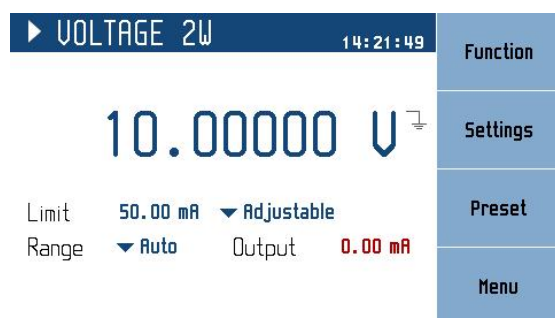 VOLTAGE 2W 14:21:49
10.00000 V
Limit 50.00 mA Adjustable
Range Auto Output 0.00 mA
Function
Settings
Preset
Menu